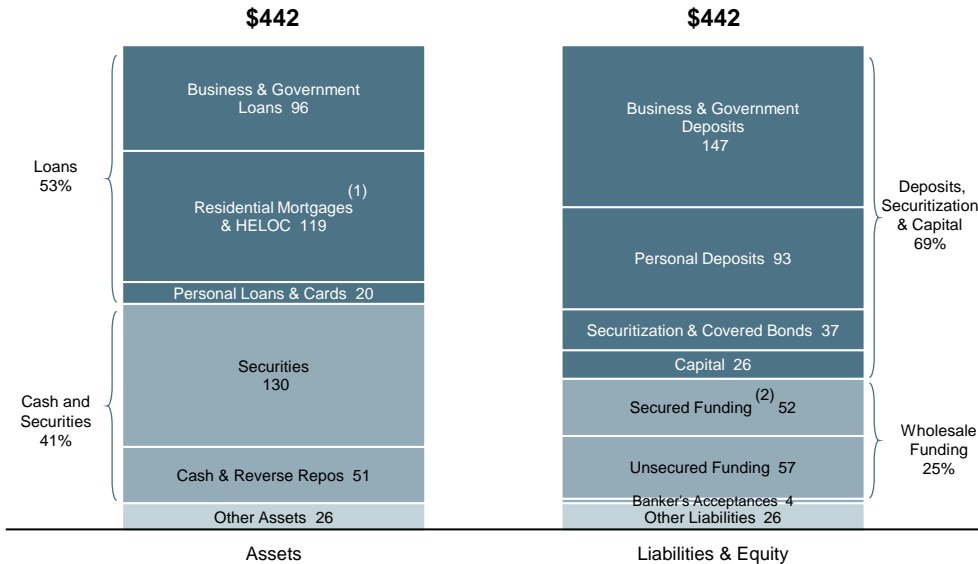 $442
$442
Business & Government
Loans 96
Residential Mortgages (1)
& HELOC 119
Personal Loans & Cards 20
Securities
130
Cash & Reverse Repos 51
Other Assets 26
Loans
53%
Cash and
Securities
41%
Business & Government
Deposits
147
Personal Deposits 93
Securitization & Covered Bonds 37
Capital 26
Secured Funding (2) 52
Unsecured Funding 57
Banker's Acceptances 4
Other Liabilities 26
Deposits,
Securitization
& Capital
69%
Wholesale
Funding
25%
Assets
Liabilities & Equity